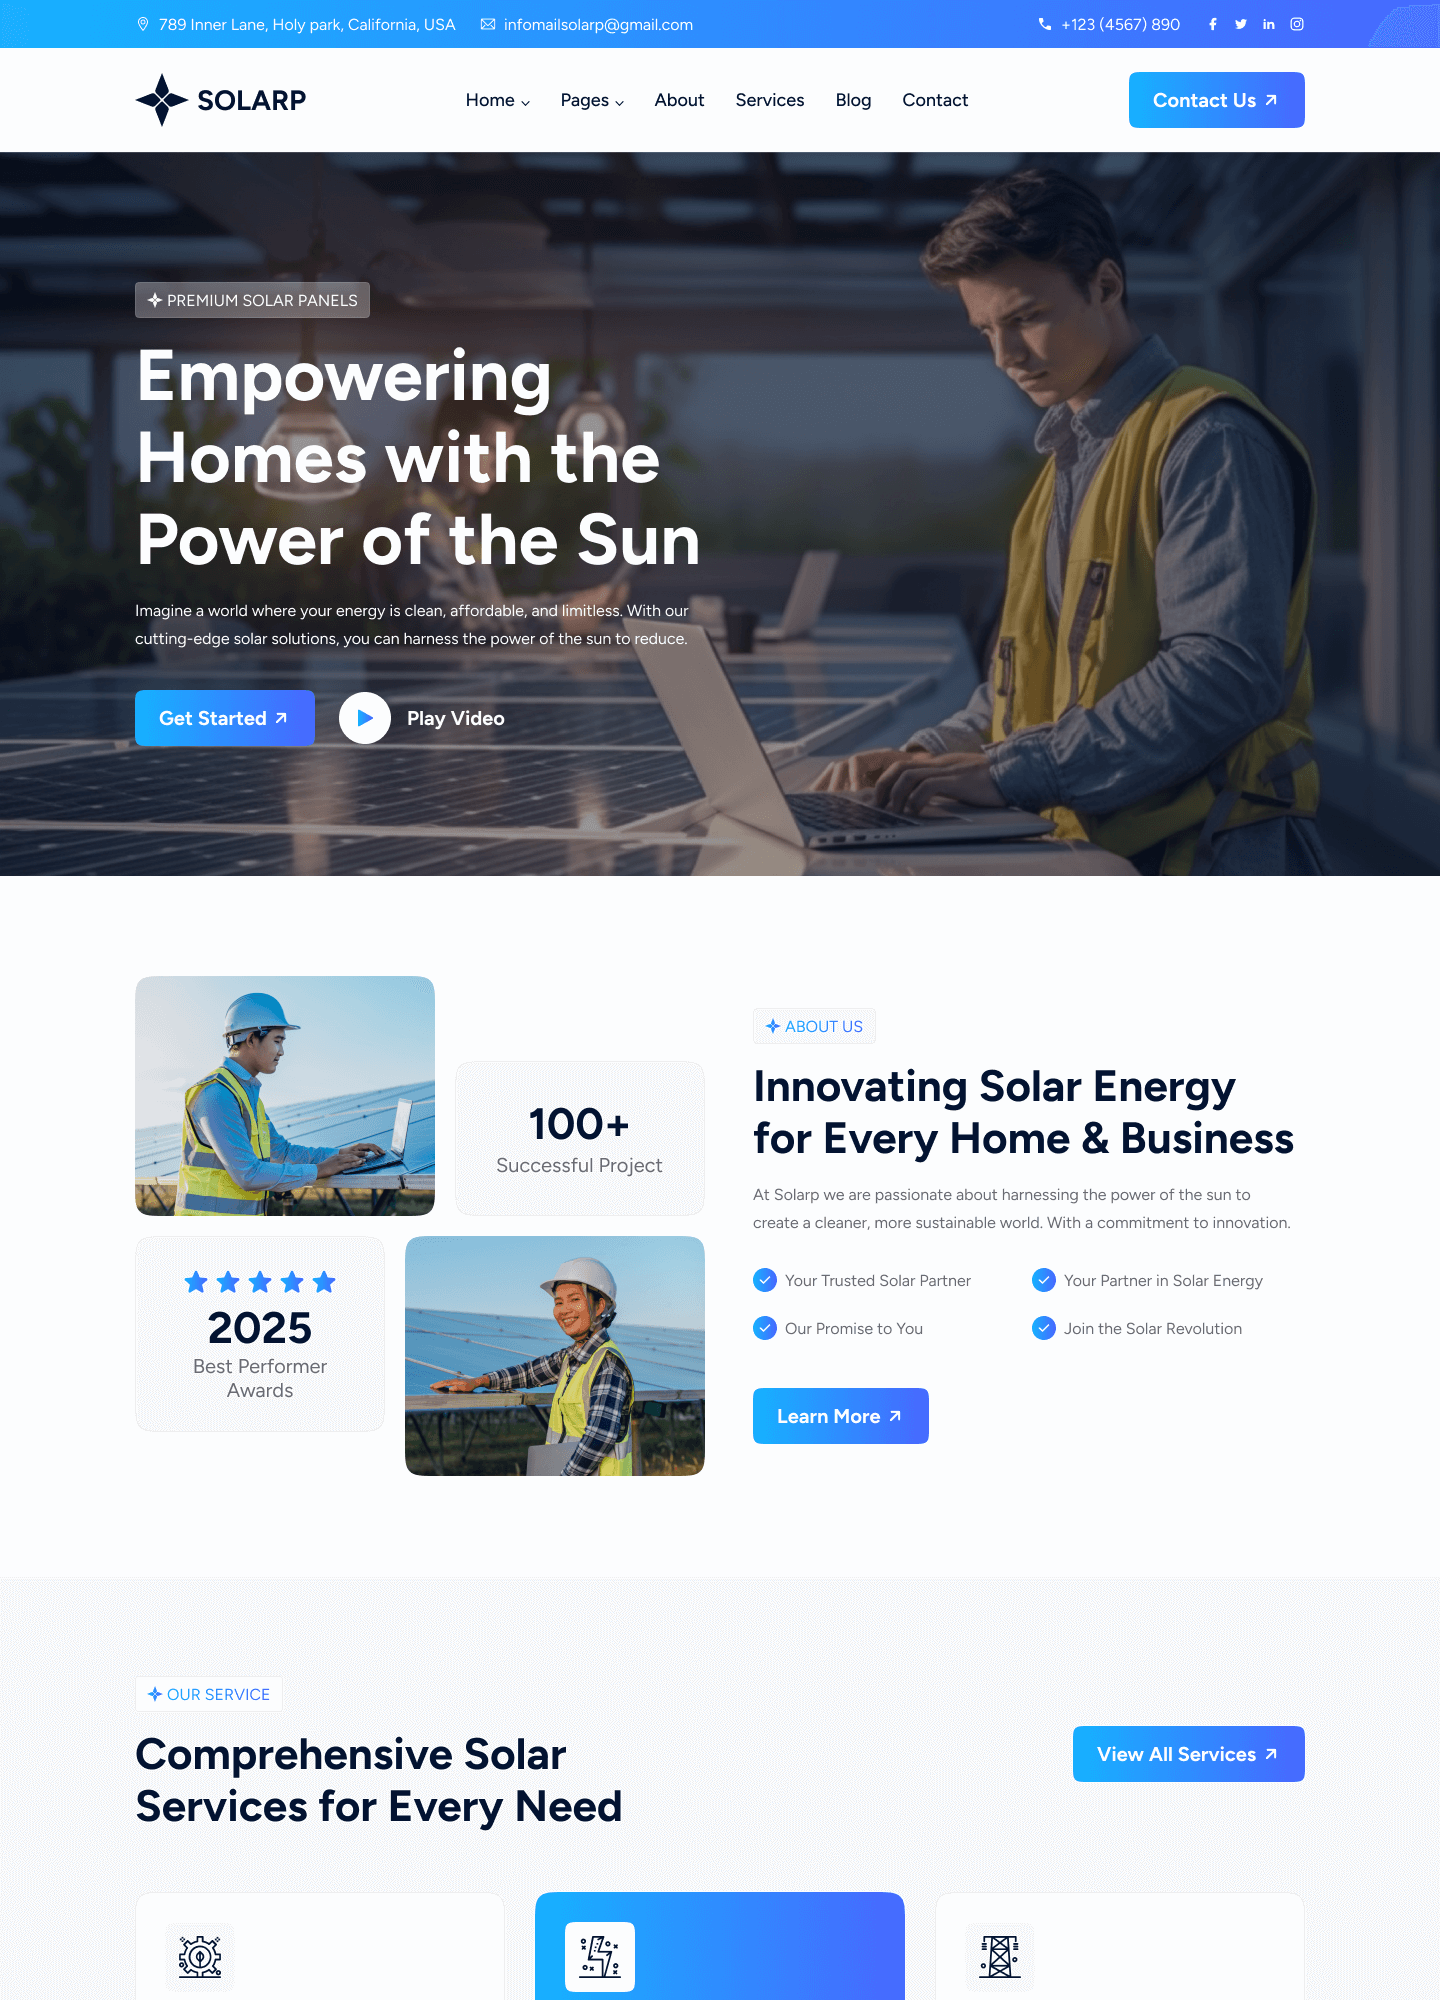 789 Inner Lane, Holy park, California, USA
infomailsolarp@gmail.com
+123 (4567) 890
SOLARP
Home
Pages
About
Services
Blog
Contact
Contact Us
PREMIUM SOLAR PANELS
Empowering
Homes with the
Power of the Sun
Imagine a world where your energy is clean, affordable, and limitless. With our
cutting-edge solar solutions, you can harness the power of the sun to reduce.
Get Started
Play Video
100+
Successful Project
2025
Best Performer
Awards
ABOUT US
Innovating Solar Energy
for Every Home & Business
At Solarp we are passionate about harnessing the power of the sun to
create a cleaner, more sustainable world. With a commitment to innovation.
Your Trusted Solar Partner
Your Partner in Solar Energy
Our Promise to You
Join the Solar Revolution
Learn More
OUR SERVICE
Comprehensive Solar
Services for Every Need
View All Services